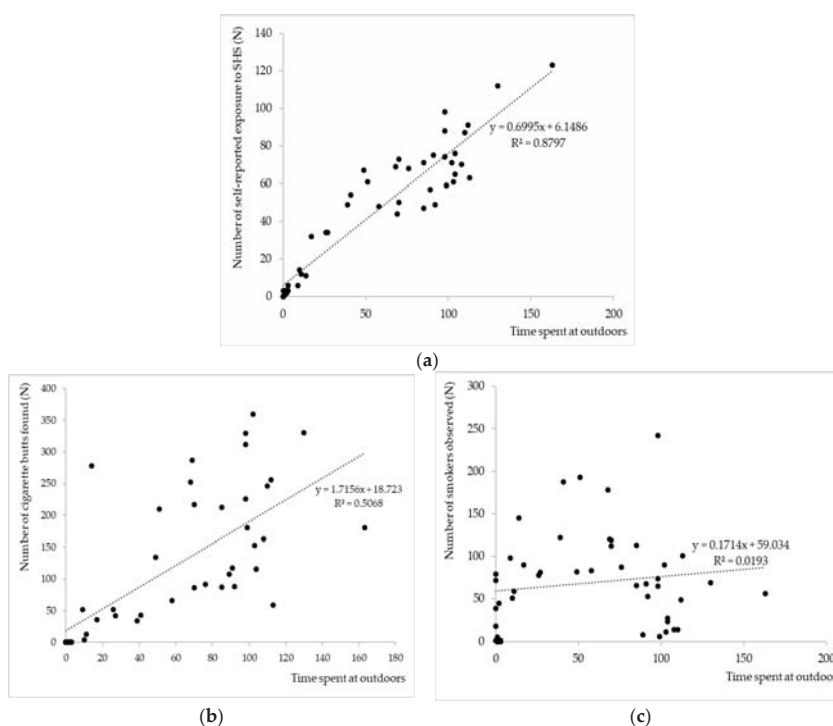 Number of self-reported exposure to SHS (N)
140
120
100
80
60
40
20
0
y = 0.6995x + 6.1486
R² = 0.8797
0
50
100
150
200
Time spent at outdoors
(a)
Number of cigarette butts found (N)
400
350
300
250
200
150
100
50
0
y = 1.7156x + 18.723
R² = 0.5068
0
20
40
60
80
100
120
140
160
180
Time spent at outdoors
(b)
Number of smokers observed (N)
300
250
200
150
100
50
0
y = 0.1714x + 59.034
R² = 0.0193
0
50
100
150
200
Time spent at outdoors
(c)